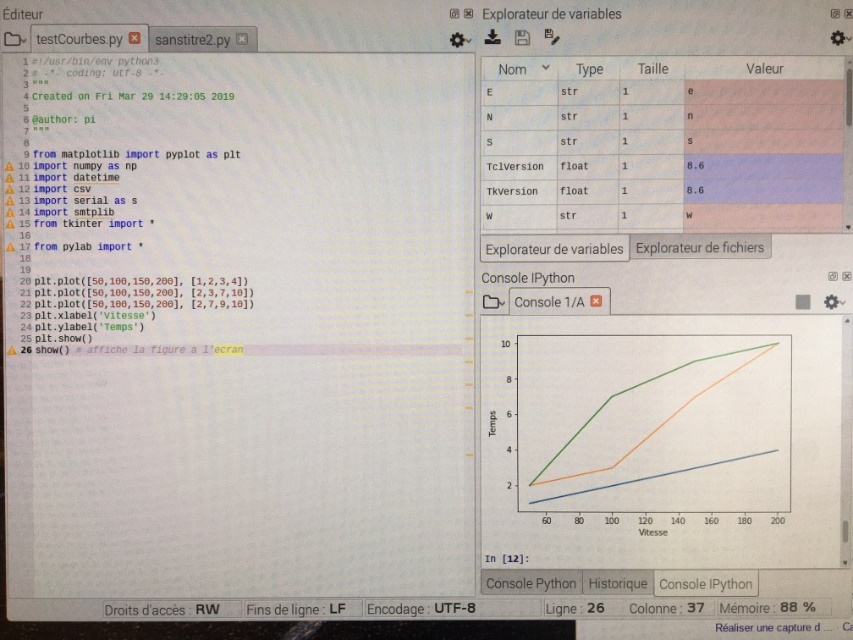 Éditeur
testCourbes.py
sanstitre2.py
1 #!/usr/bin/env python3
2 # -*- coding: utf-8 -*-
3 """
4 Created on Fri Mar 29 14:29:05 2019
5
6 @author: pi
7 """
8
9 from matplotlib import pyplot as plt
10 import numpy as np
11 import datetime
12 import csv
13 import serial as s
14 import smtplib
15 from tkinter import *
16
17 from pylab import *
18
19
20 plt.plot([50,100,150,200], [1,2,3,4])
21 plt.plot([50,100,150,200], [2,3,7,10])
22 plt.plot([50,100,150,200], [2,7,9,10])
23 plt.xlabel('Vitesse')
24 plt.ylabel('Temps')
25 plt.show()
26 show() # affiche la figure a l'ecran
Explorateur de variables
Nom Type Taille Valeur
E str 1 e
N str 1 n
S str 1 s
TclVersion float 1 8.6
TkVersion float 1 8.6
W str 1 w
Explorateur de variables
Explorateur de fichiers
Console IPython
Console 1/A
10
8
6
4
2
Temps
60 80 100 120 140 160 180 200
Vitesse
In [12]:
Console Python
Historique
Console IPython
Droits d'accès : RW
Fins de ligne : LF
Encodage : UTF-8
Ligne : 26
Colonne : 37
Mémoire : 88 %
Réaliser une capture d ...